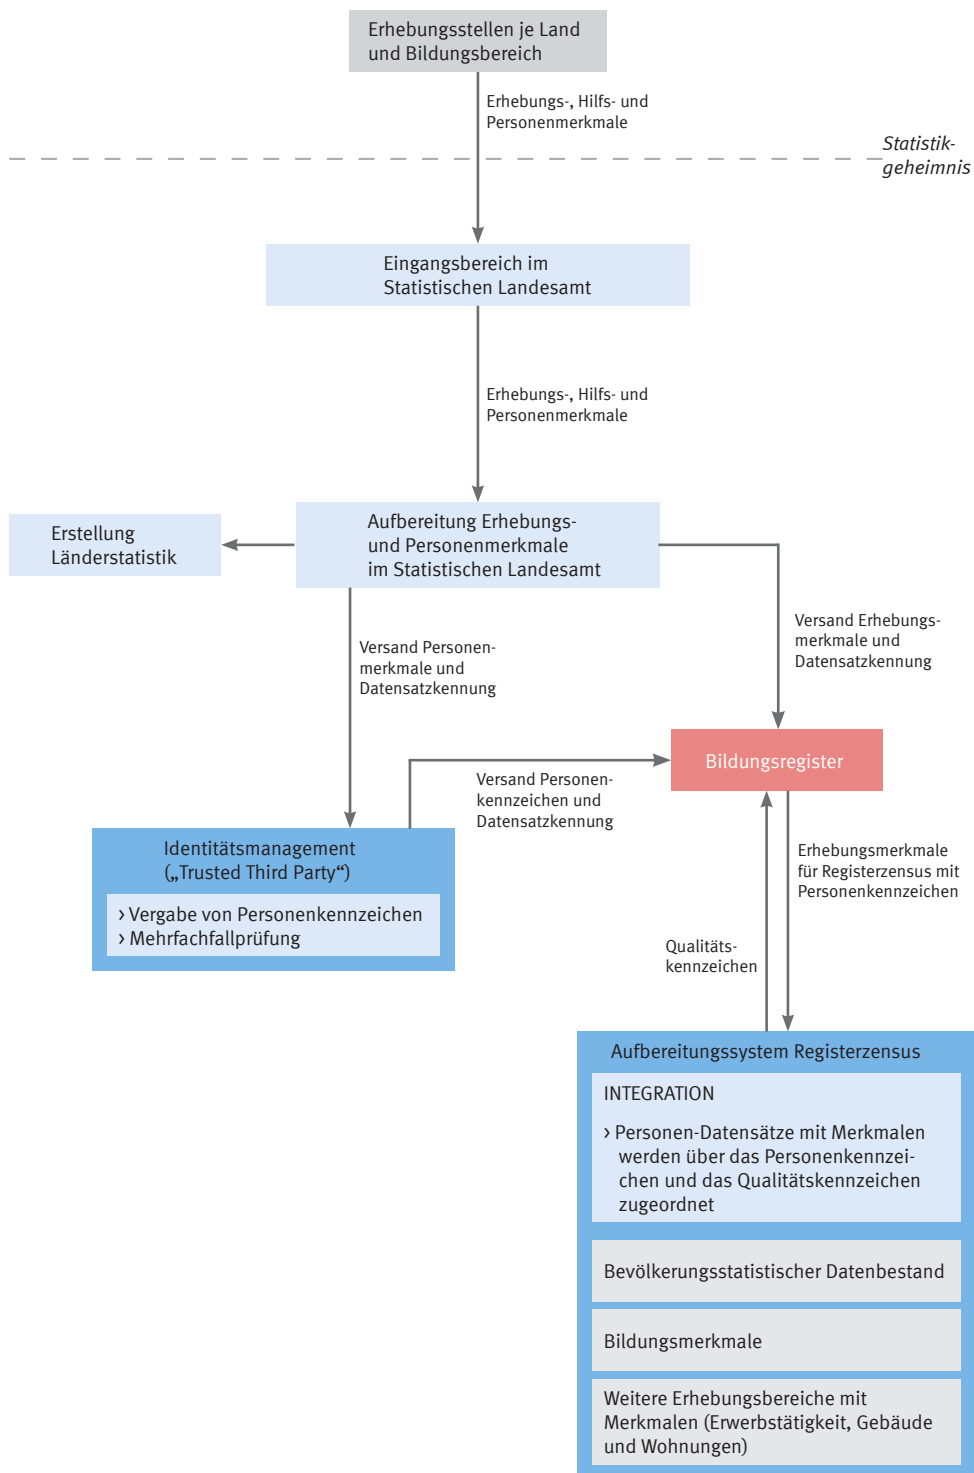 Erhebungsstellen je Land
und Bildungsbereich
Erhebungs-, Hilfs- und
Personenmerkmale
Statistik-
geheimnis
Eingangsbereich im
Statistischen Landesamt
Erhebungs-, Hilfs- und
Personenmerkmale
Erstellung
Länderstatistik
Aufbereitung Erhebungs-
und Personenmerkmale
im Statistischen Landesamt
Versand Personen-
merkmale und
Datensatzkennung
Versand Erhebungs-
merkmale und
Datensatzkennung
Bildungsregister
Versand Personen-
kennzeichen und
Datensatzkennung
Identitätsmanagement
(„Trusted Third Party“)
› Vergabe von Personenkennzeichen
› Mehrfachfallprüfung
Erhebungsmerkmale
für Registerzensus mit
Personenkennzeichen
Qualitäts-
kennzeichen
Aufbereitungssystem Registerzensus
INTEGRATION
› Personen-Datensätze mit Merkmalen
werden über das Personenkennzei-
chen und das Qualitätskennzeichen
zugeordnet
Bevölkerungsstatistischer Datenbestand
Bildungsmerkmale
Weitere Erhebungsbereiche mit
Merkmalen (Erwerbstätigkeit, Gebäude
und Wohnungen)